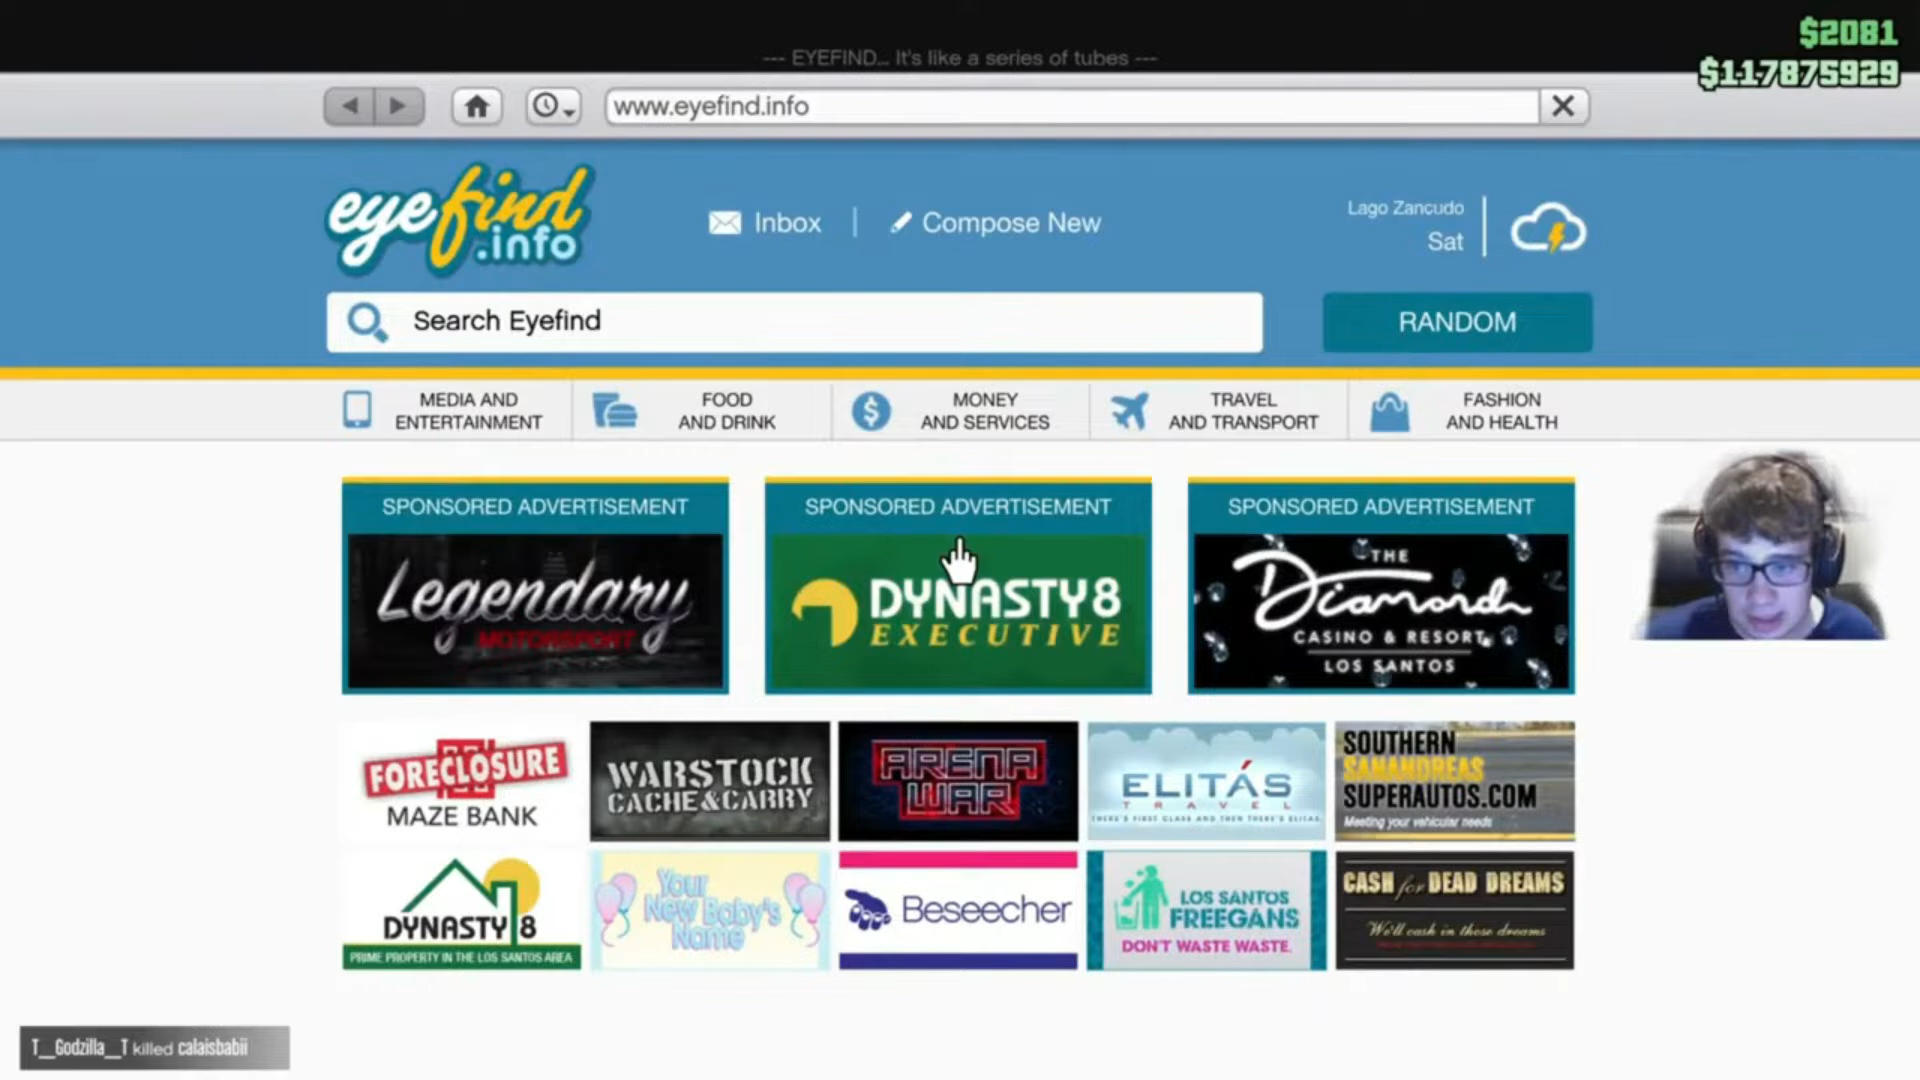 $2081
--- EYEFIND... It's like a series of tubes ---
$117875929
www.eyefind.info
eyefind
.info
Inbox
Compose New
Lago Zancudo
Sat
Search Eyefind
RANDOM
MEDIA AND
ENTERTAINMENT
FOOD
AND DRINK
MONEY
AND SERVICES
TRAVEL
AND TRANSPORT
FASHION
AND HEALTH
SPONSORED ADVERTISEMENT
Legendary
MOTORSPORT
SPONSORED ADVERTISEMENT
DYNASTY 8
EXECUTIVE
SPONSORED ADVERTISEMENT
THE
Diamond
CASINO & RESORT
LOS SANTOS
FORECLOSURE
MAZE BANK
WARSTOCK
CACHE & CARRY
ARENA
WAR
ELITÁS
TRAVEL
THERE'S FIRST CLASS AND THEN THERE'S ELITÁS
SOUTHERN
SANANDREAS
SUPERAUTOS.COM
Meeting your vehicular needs
DYNASTY 8
PRIME PROPERTY IN THE LOS SANTOS AREA
Your
New Baby's
Name
Beseecher
LOS SANTOS
FREEGANS
DON'T WASTE WASTE.
CASH for DEAD DREAMS
We'll cash in those dreams
T__Godzilla__T killed calaisbabii